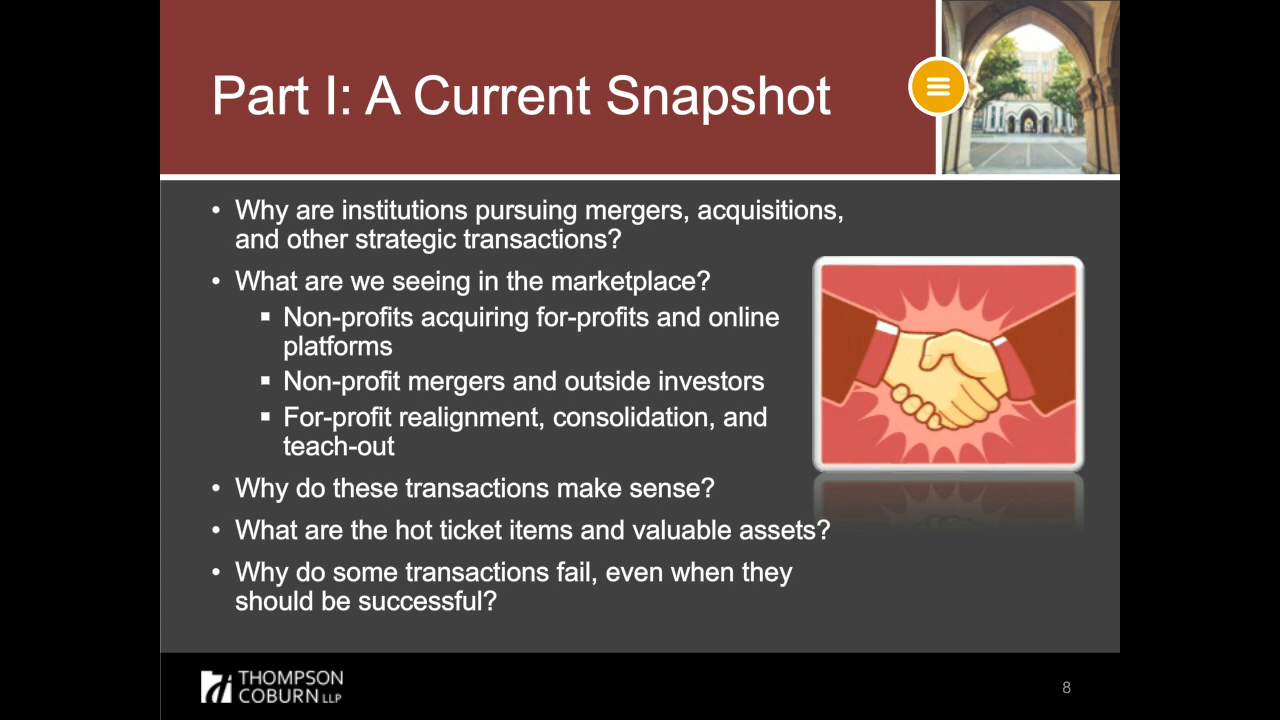 Part I: A Current Snapshot
• Why are institutions pursuing mergers, acquisitions,
and other strategic transactions?
• What are we seeing in the marketplace?
▪ Non-profits acquiring for-profits and online
platforms
▪ Non-profit mergers and outside investors
▪ For-profit realignment, consolidation, and
teach-out
• Why do these transactions make sense?
• What are the hot ticket items and valuable assets?
• Why do some transactions fail, even when they
should be successful?
THOMPSON
COBURN LLP
8